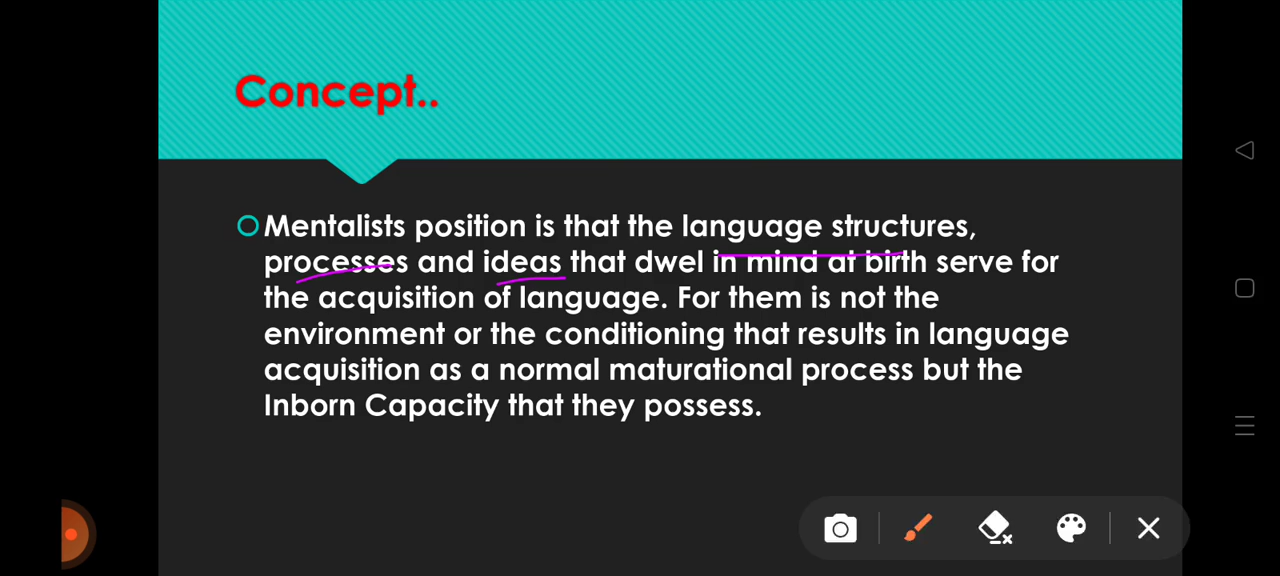 Concept..
Mentalists position is that the language structures,
processes and ideas that dwel in mind at birth serve for
the acquisition of language. For them is not the
environment or the conditioning that results in language
acquisition as a normal maturational process but the
Inborn Capacity that they possess.